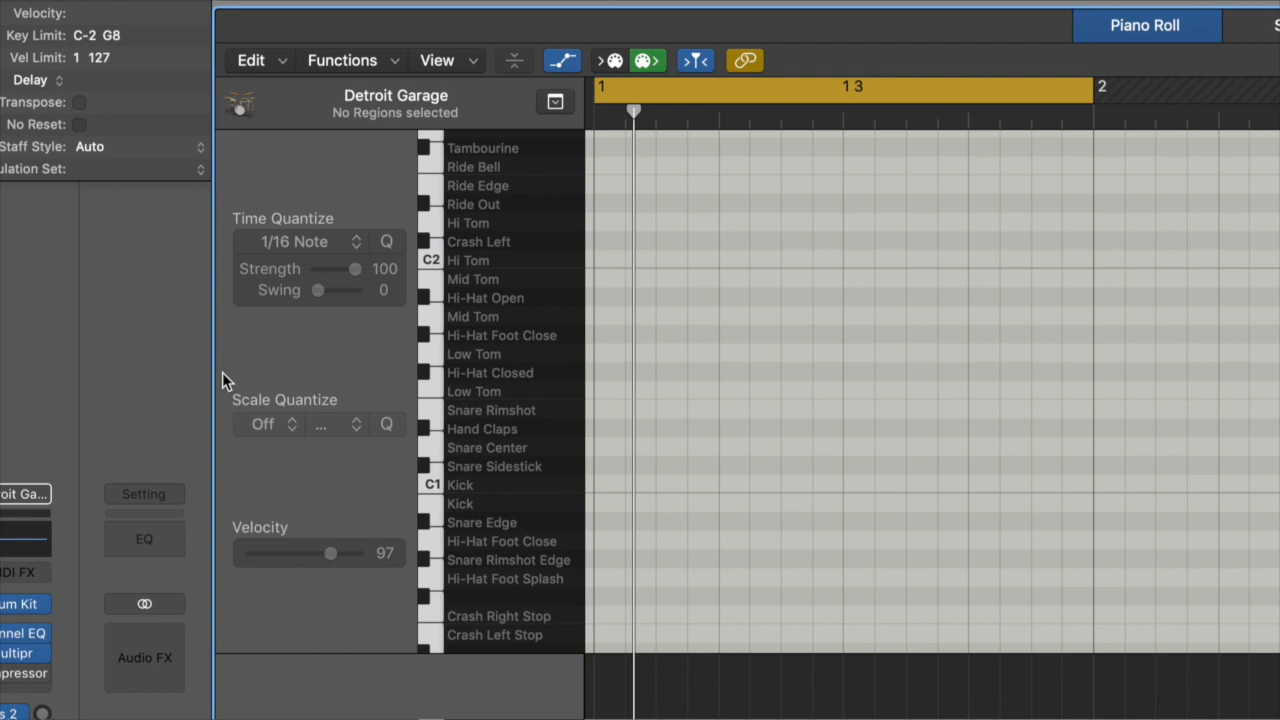 Velocity:
Key Limit: C-2 G8
Vel Limit: 1 127
Delay
Transpose:
No Reset:
Staff Style: Auto
ulation Set:
oit Ga...
Setting
EQ
IDI FX
um Kit
nnel EQ
ultipr
mpressor
Audio FX
s 2
Piano Roll
S
Edit
Functions
View
Detroit Garage
No Regions selected
1
1 3
2
Time Quantize
1/16 Note
Q
Strength 100
Swing 0
Scale Quantize
Off ... Q
Velocity
97
Tambourine
Ride Bell
Ride Edge
Ride Out
Hi Tom
Crash Left
C2 Hi Tom
Mid Tom
Hi-Hat Open
Mid Tom
Hi-Hat Foot Close
Low Tom
Hi-Hat Closed
Low Tom
Snare Rimshot
Hand Claps
Snare Center
Snare Sidestick
C1 Kick
Kick
Snare Edge
Hi-Hat Foot Close
Snare Rimshot Edge
Hi-Hat Foot Splash
Crash Right Stop
Crash Left Stop